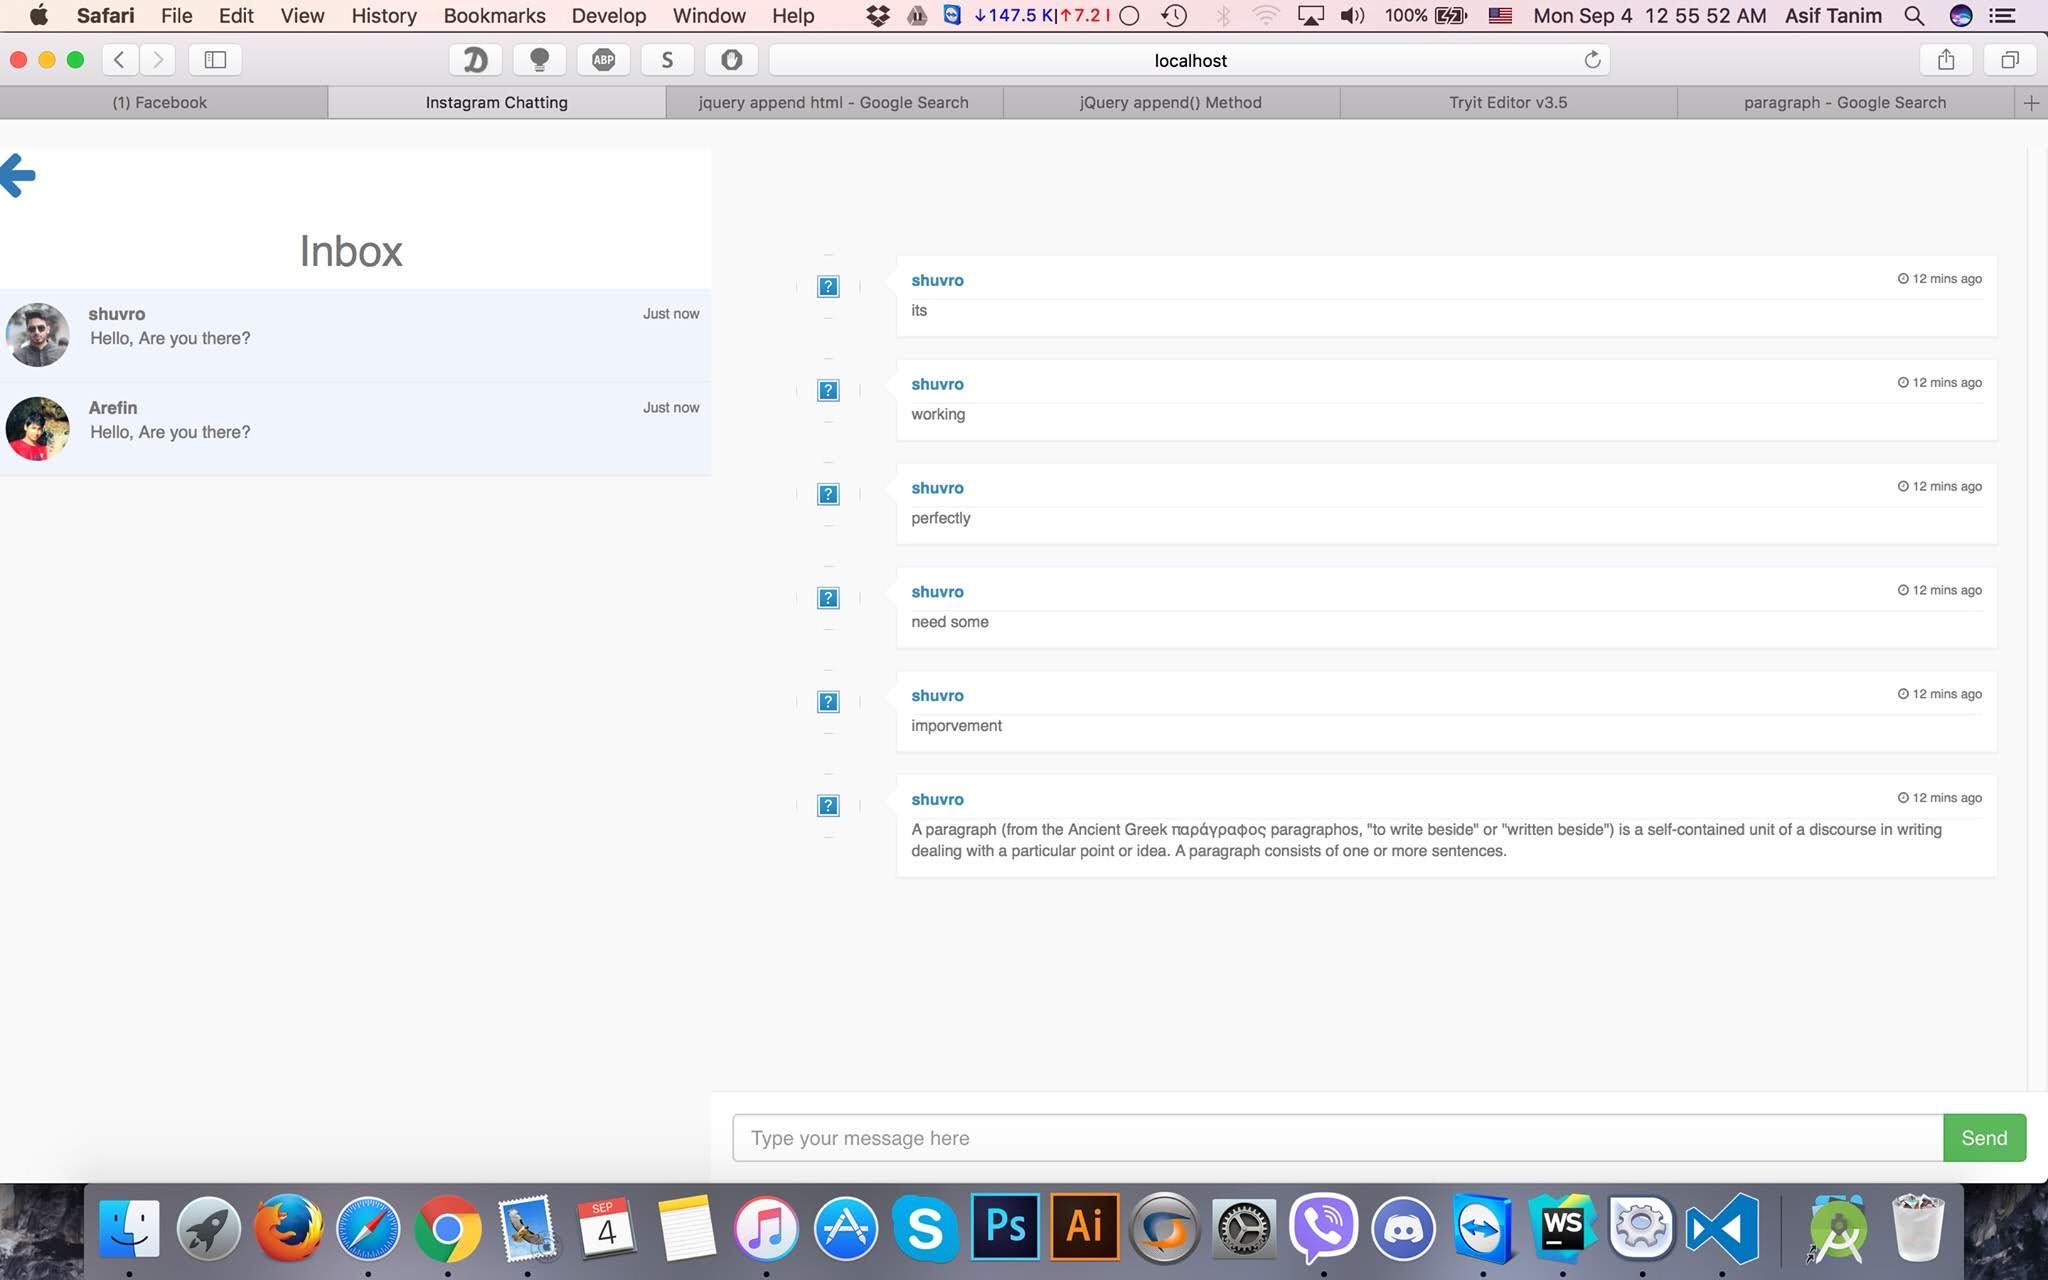 Safari File Edit View History Bookmarks Develop Window Help ↓147.5 K ↑7.2 100% Mon Sep 4 12 55 52 AM Asif Tanim
ABP S localhost
(1) Facebook Instagram Chatting jquery append html - Google Search jQuery append() Method Tryit Editor v3.5 paragraph - Google Search +
Inbox
shuvro Just now
Hello, Are you there?
Arefin Just now
Hello, Are you there?
? shuvro 12 mins ago
its
? shuvro 12 mins ago
working
? shuvro 12 mins ago
perfectly
? shuvro 12 mins ago
need some
? shuvro 12 mins ago
imporvement
? shuvro 12 mins ago
A paragraph (from the Ancient Greek παράγραφος paragraphos, "to write beside" or "written beside") is a self-contained unit of a discourse in writing
dealing with a particular point or idea. A paragraph consists of one or more sentences.
Type your message here Send
SEP
4
S Ps Ai WS